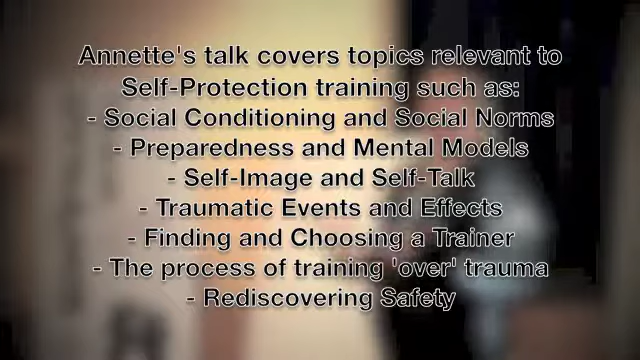 Annette's talk covers topics relevant to
Self-Protection training such as:
- Social Conditioning and Social Norms
- Preparedness and Mental Models
- Self-Image and Self-Talk
- Traumatic Events and Effects
- Finding and Choosing a Trainer
- The process of training 'over' trauma
- Rediscovering Safety